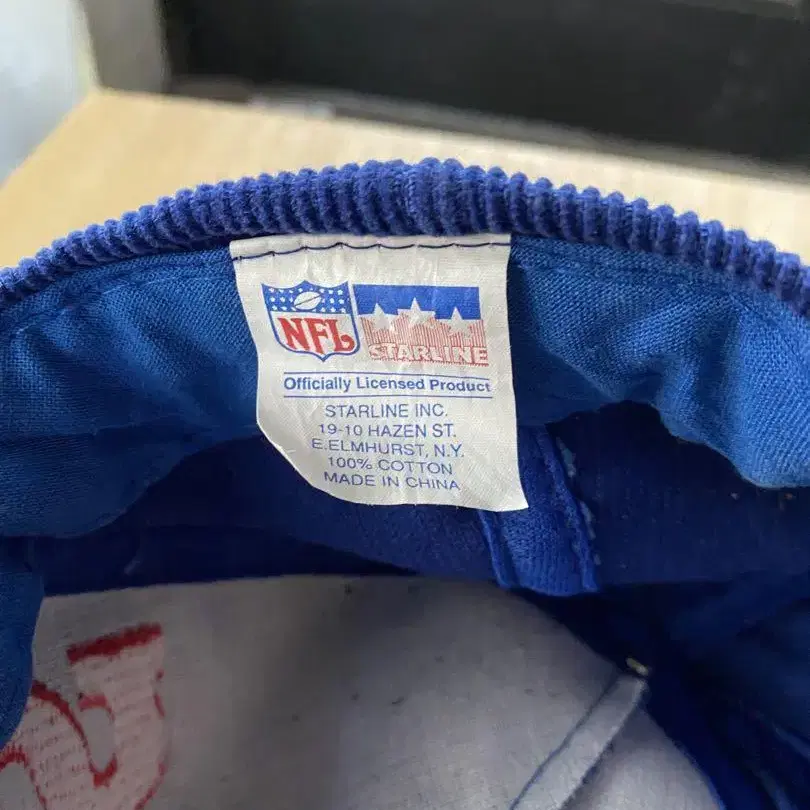 NFL
STARLINE
Officially Licensed Product
STARLINE INC.
19-10 HAZEN ST.
E.ELMHURST, N.Y.
100% COTTON
MADE IN CHINA